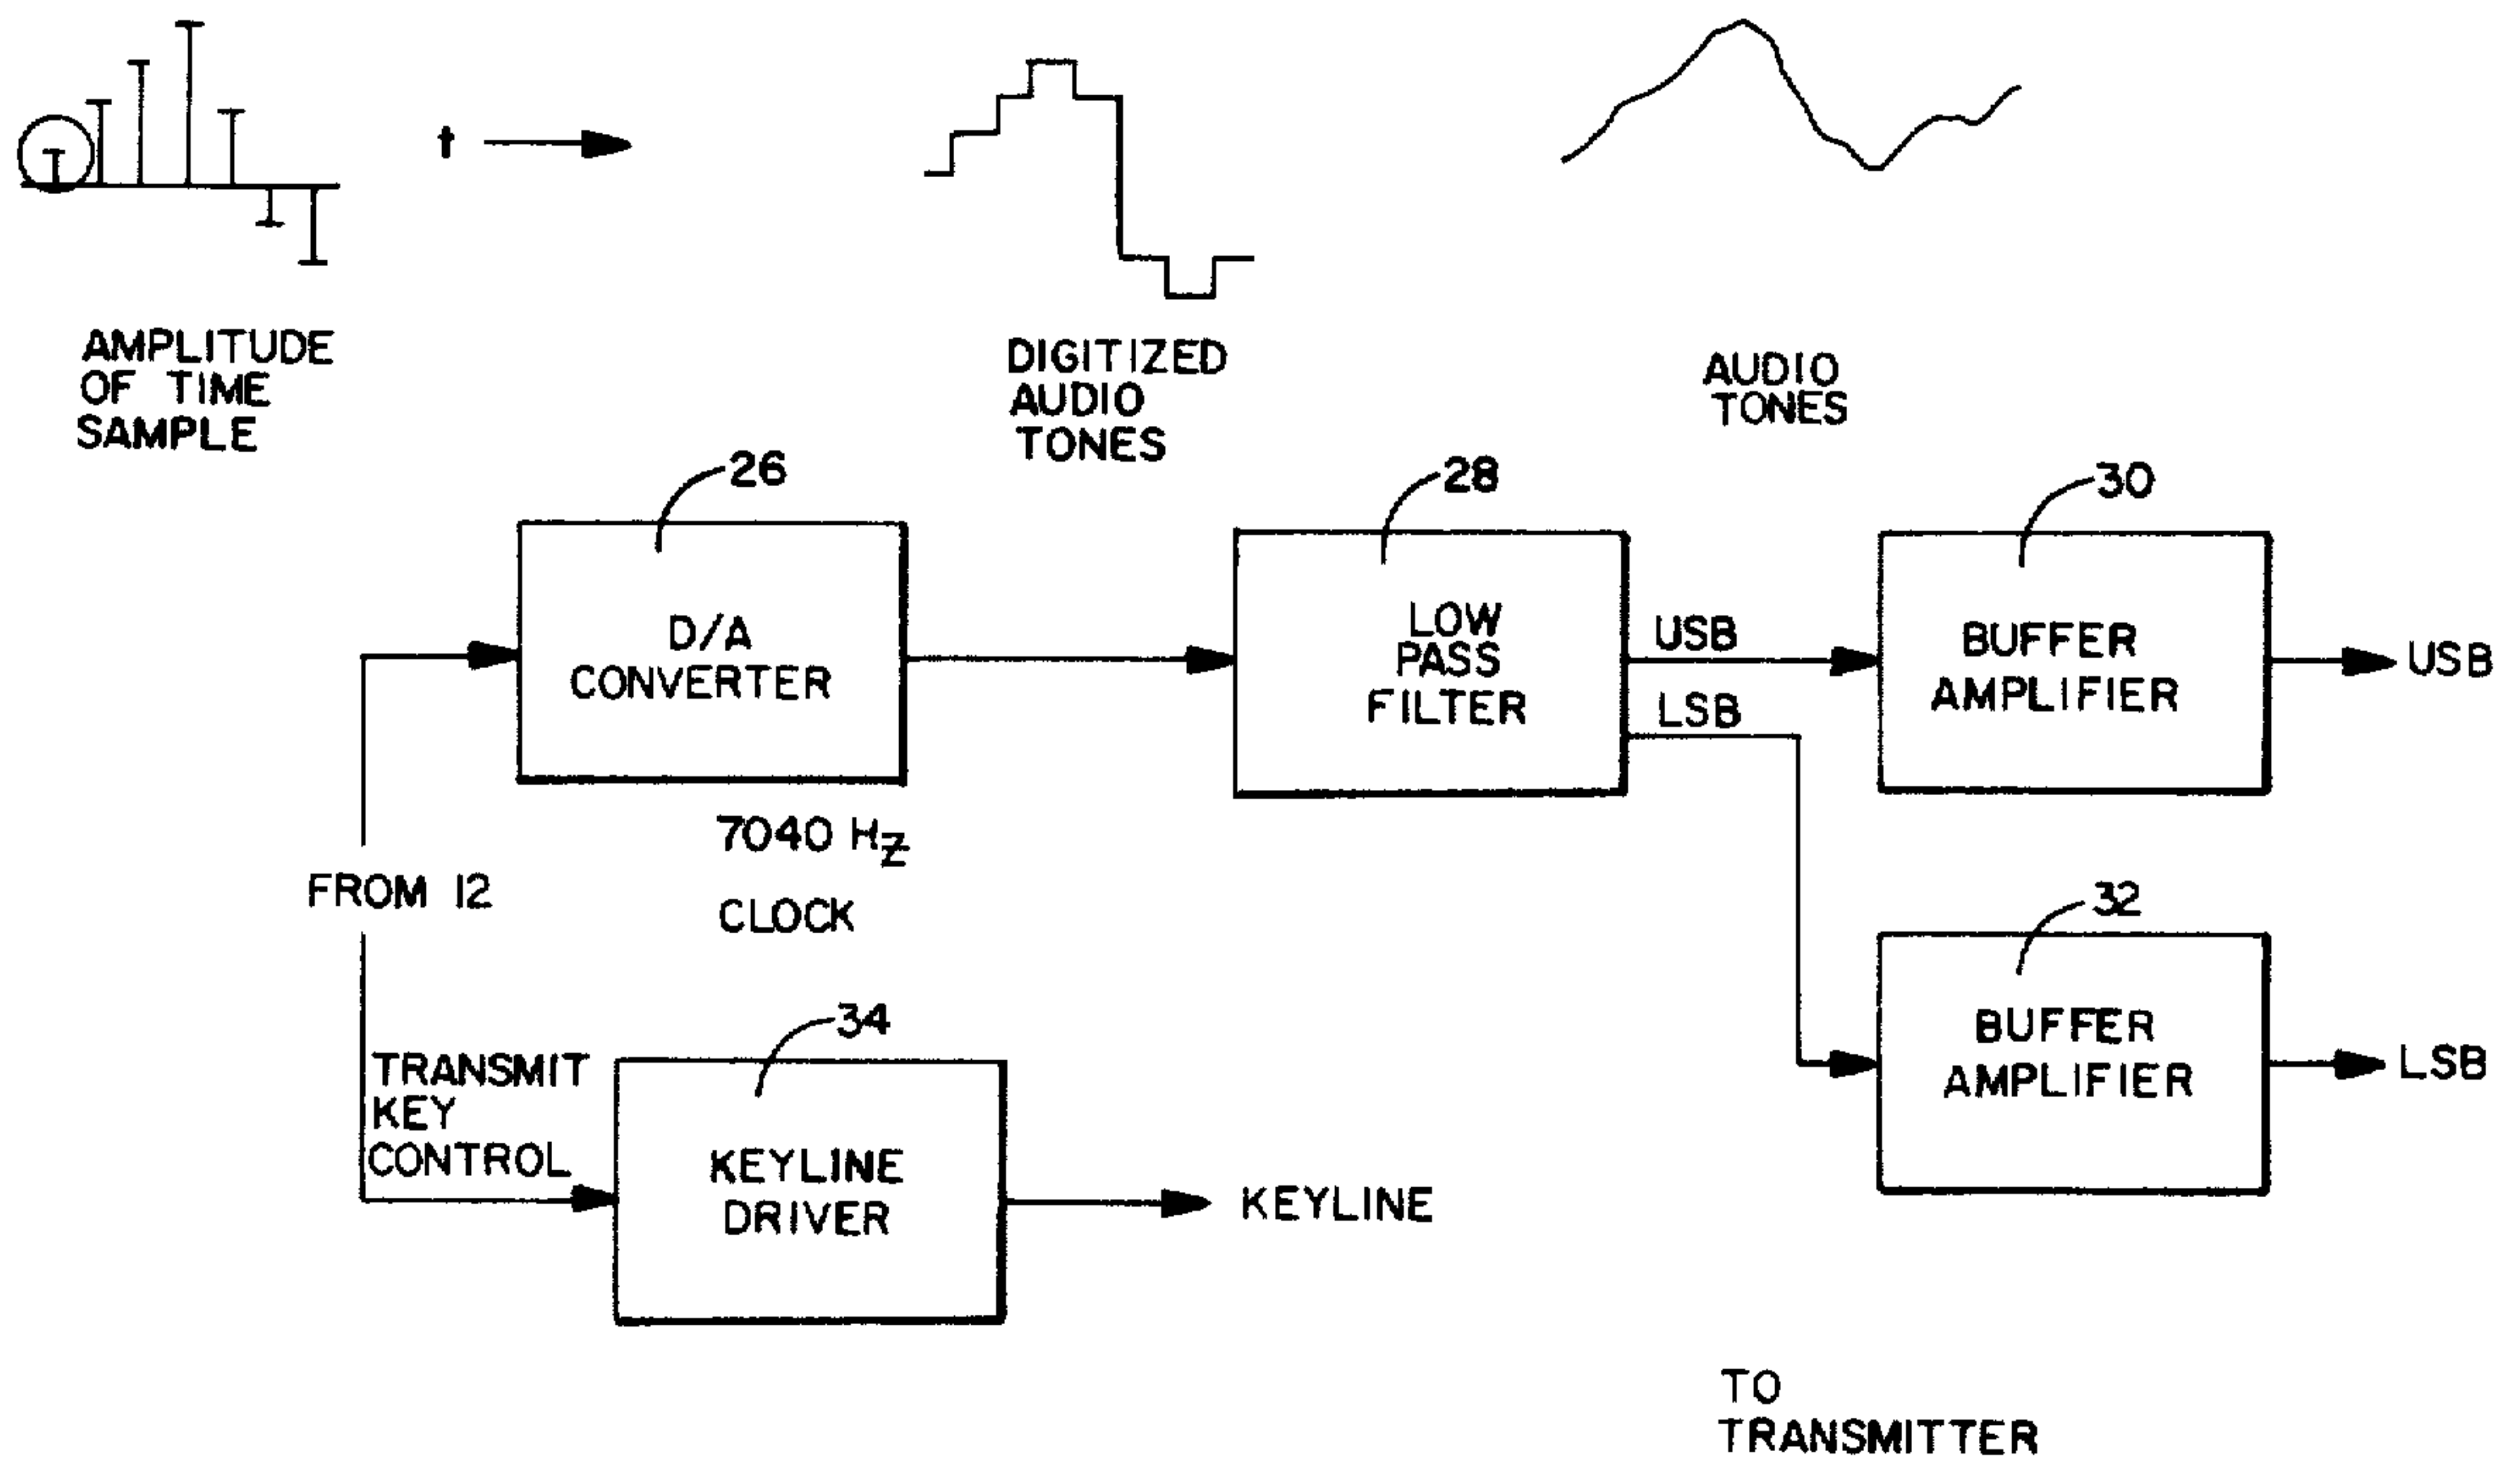 t
AMPLITUDE
OF TIME
SAMPLE
DIGITIZED
AUDIO
TONES
AUDIO
TONES
26
28
30
D/A
CONVERTER
LOW
PASS
FILTER
USB
LSB
BUFFER
AMPLIFIER
USB
7040 Hz
CLOCK
FROM 12
32
34
TRANSMIT
KEY
CONTROL
KEYLINE
DRIVER
KEYLINE
BUFFER
AMPLIFIER
LSB
TO
TRANSMITTER